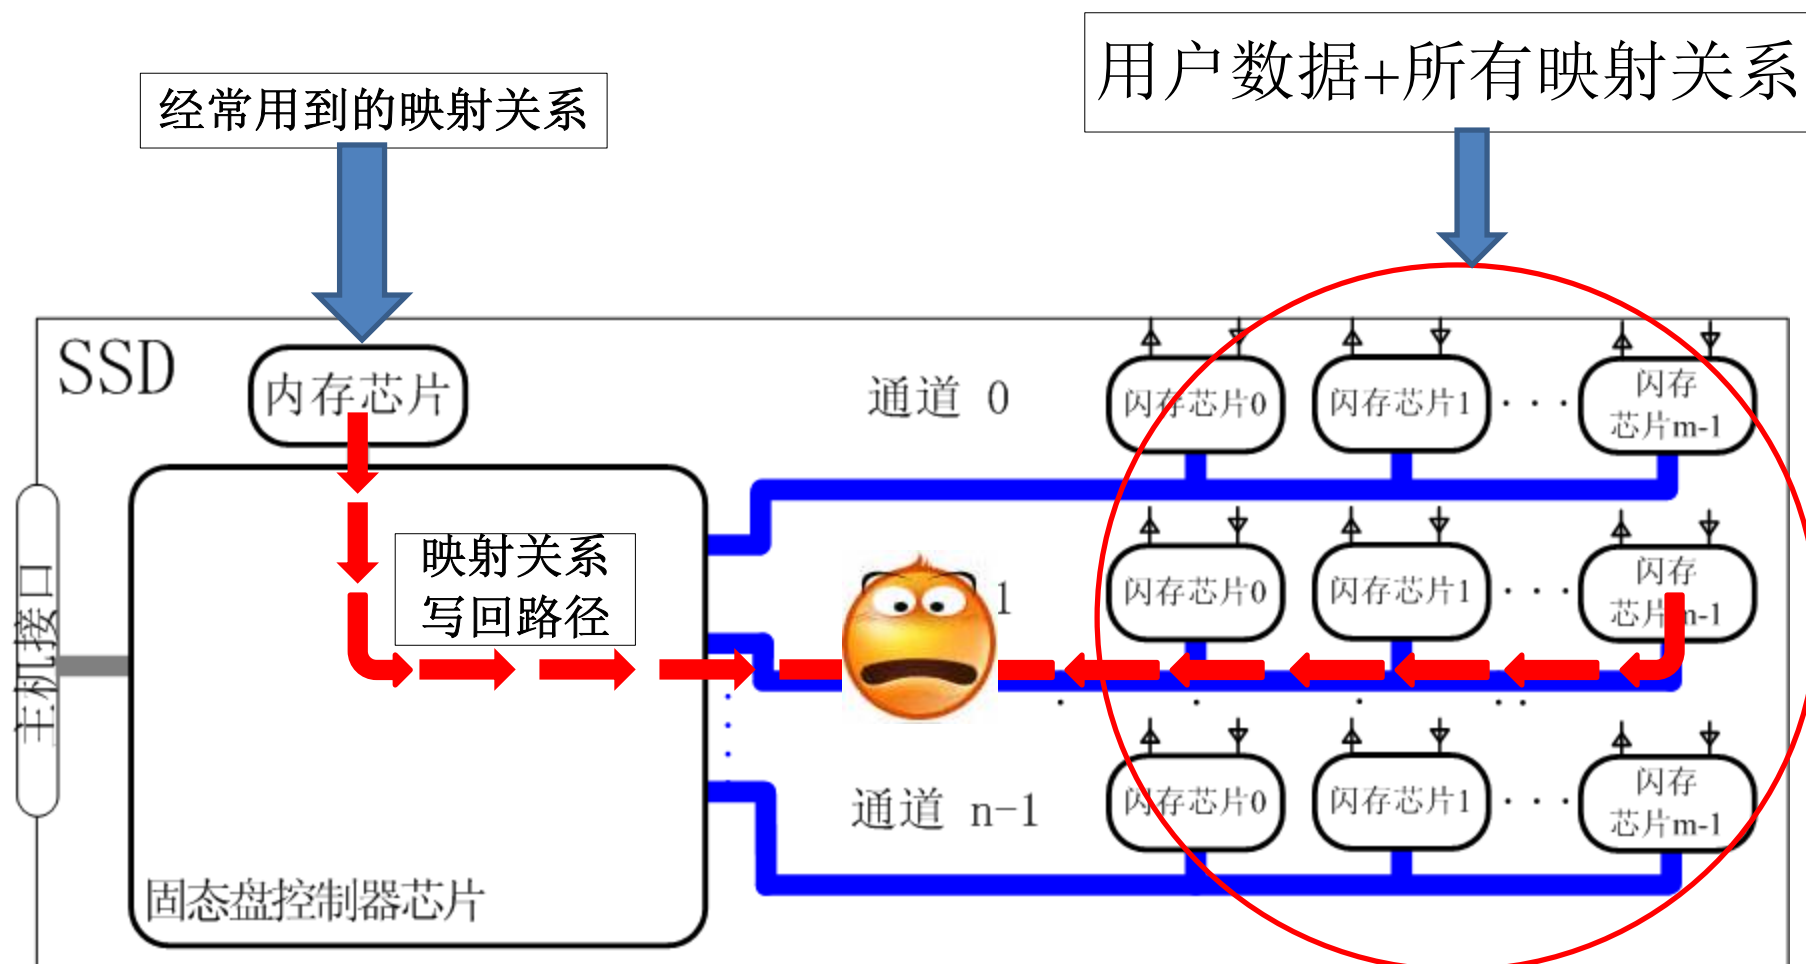 经常用到的映射关系
用户数据+所有映射关系
SSD
内存芯片
通道 0
闪存芯片0
闪存芯片1
· · ·
闪存
芯片m-1
映射关系
写回路径
1
闪存芯片0
闪存芯片1
· · ·
闪存
芯片m-1
主机接口
通道 n-1
闪存芯片0
闪存芯片1
· · ·
闪存
芯片m-1
固态盘控制器芯片